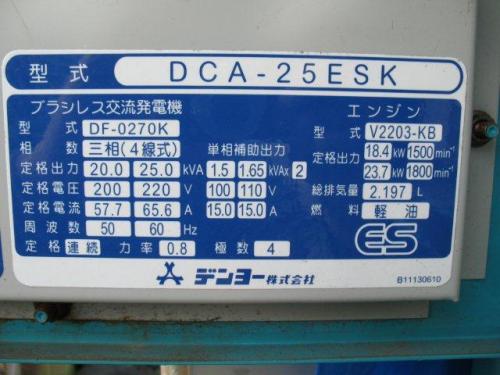 型式 DCA-25ESK
ブラシレス交流発電機
型式 DF-0270K
相数 三相(4線式) 単相補助出力
定格出力 20.0 25.0 kVA 1.5 1.65 kVAx 2
定格電圧 200 220 V 100 110 V
定格電流 57.7 65.6 A 15.0 15.0 A
周波数 50 60 Hz
定格 連続 力率 0.8 極数 4
エンジン
型式 V2203-KB
定格出力 18.4 kW 1500 min⁻¹
23.7 kW 1800 min⁻¹
総排気量 2.197 L
燃料 軽油
ES
デンヨー株式会社
B11130610